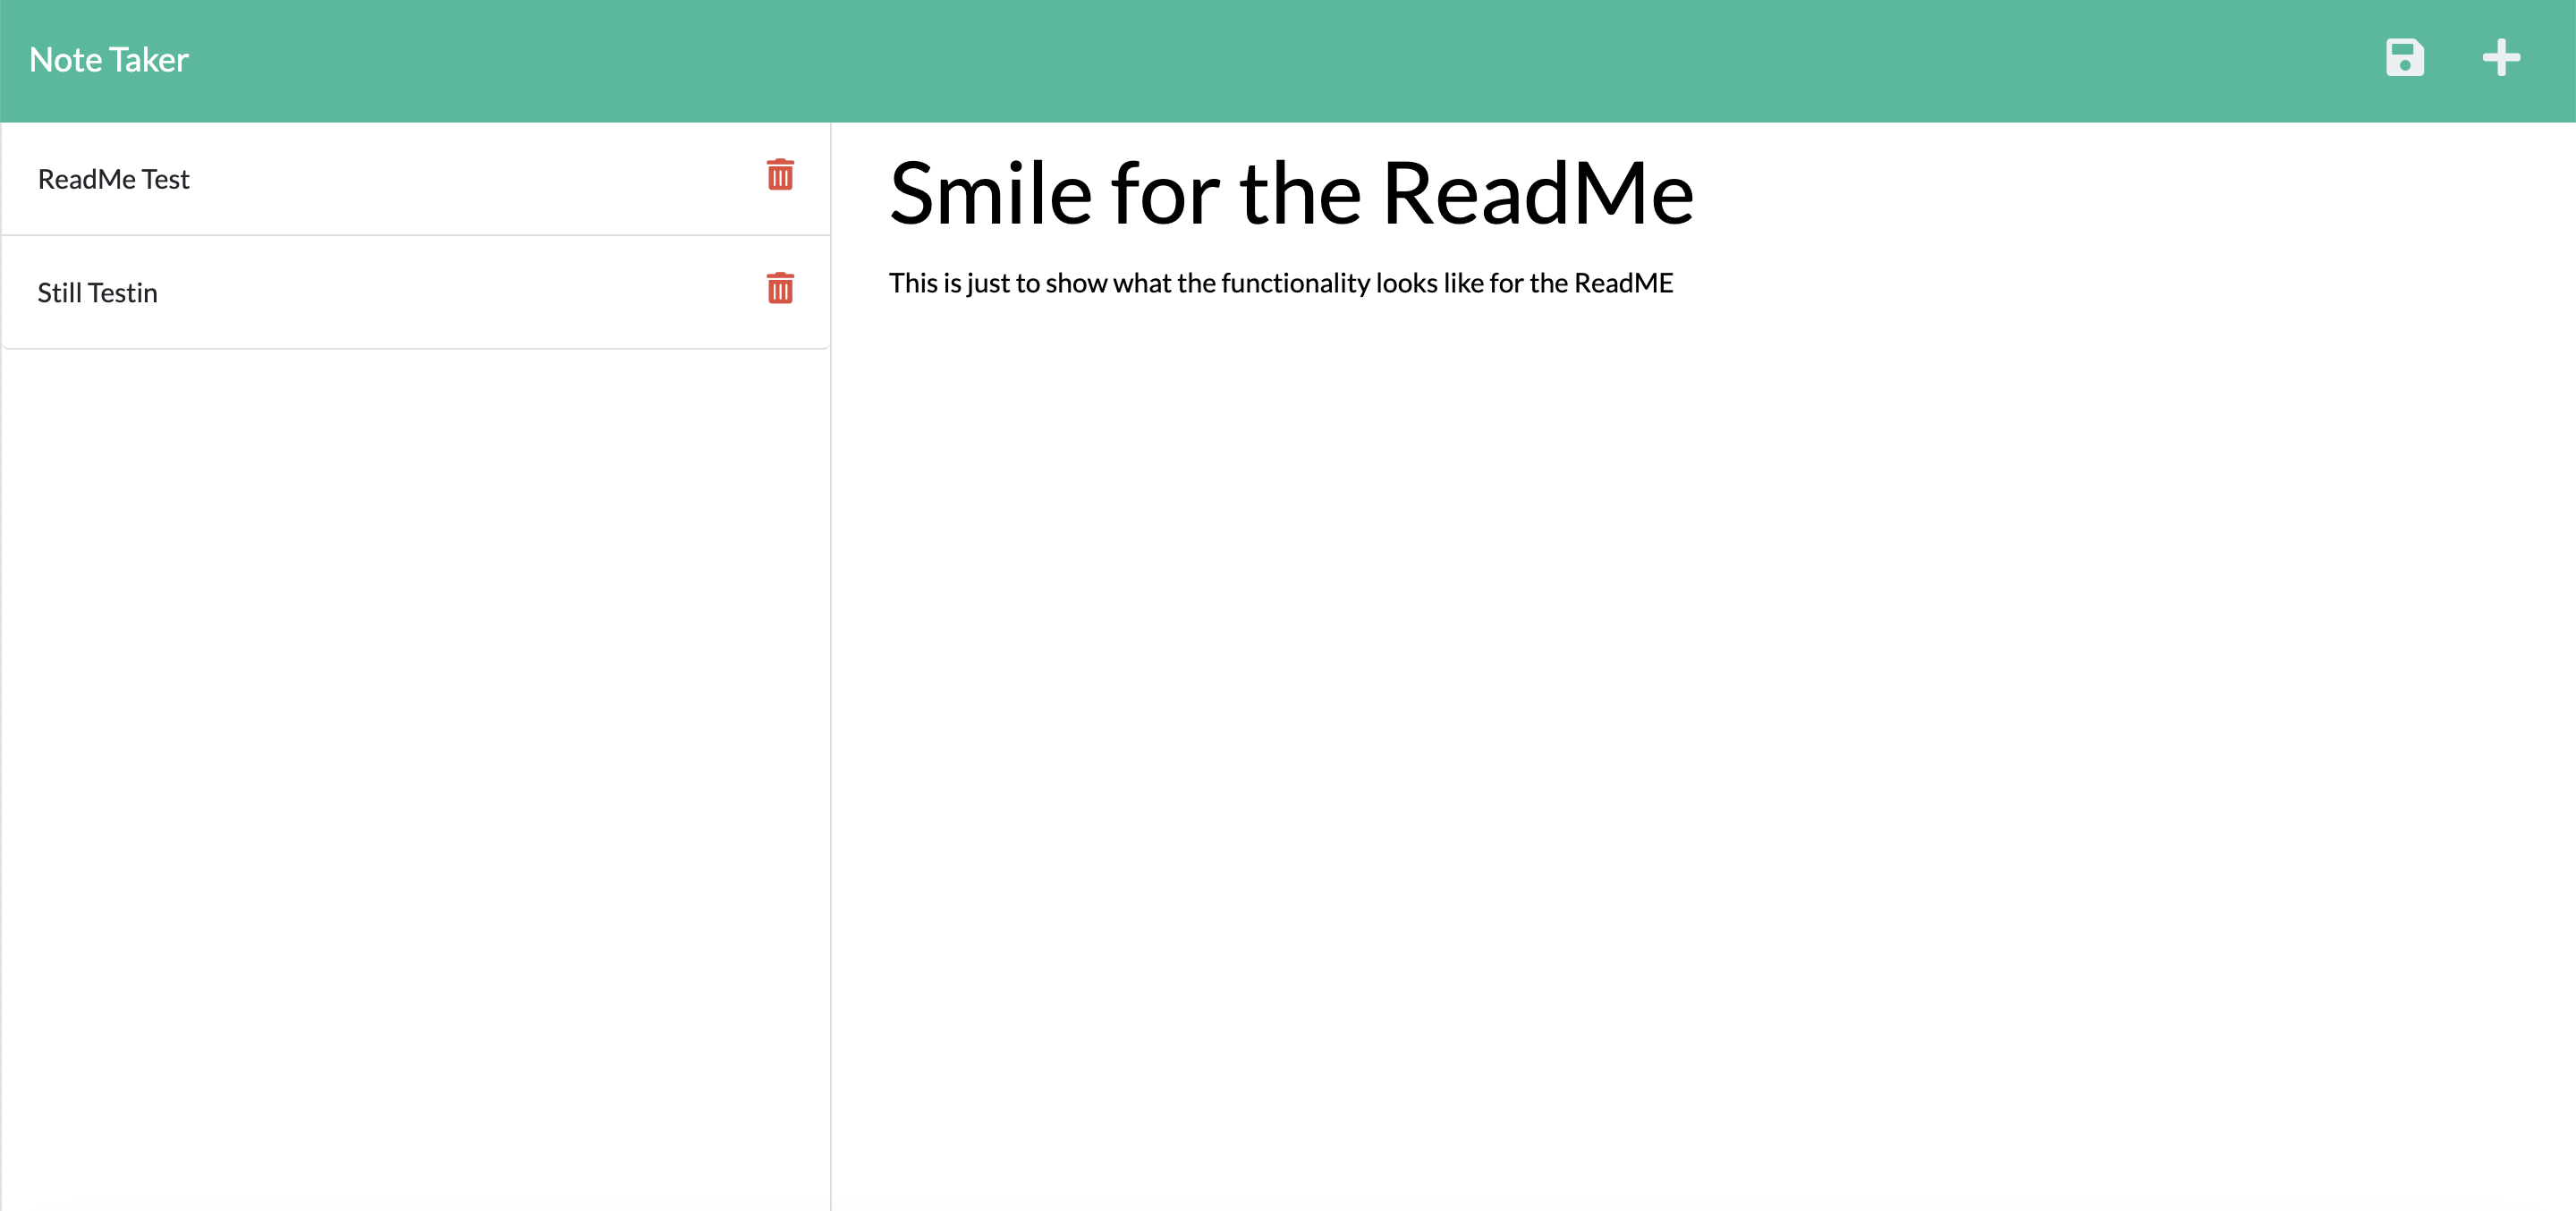 Note Taker
ReadMe Test
Still Testin
Smile for the ReadMe
This is just to show what the functionality looks like for the ReadME